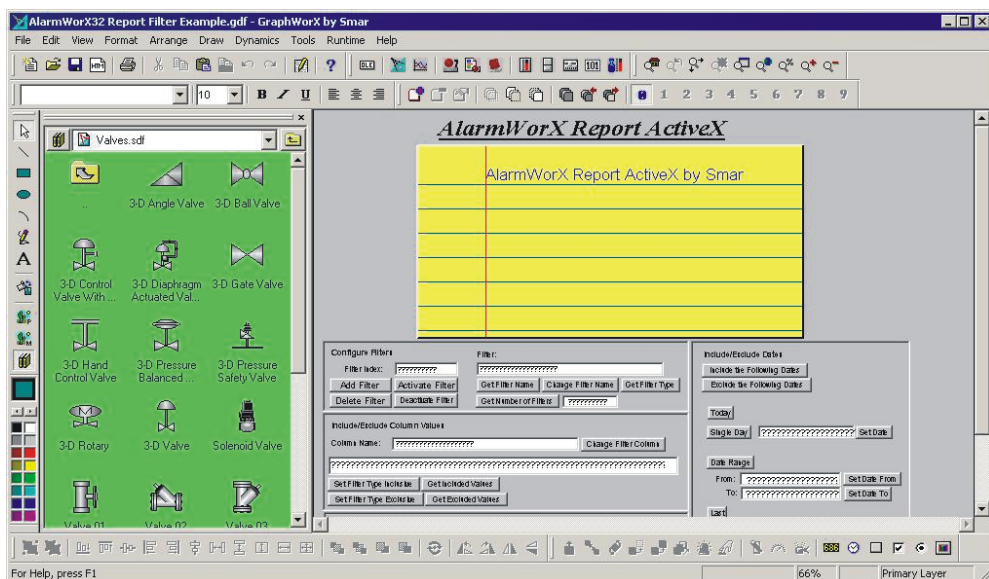 AlarmWorX32 Report Filter Example.gdf - GraphWorX by Smar
File Edit View Format Arrange Draw Dynamics Tools Runtime Help
10 B I U 0 1 2 3 4 5 6 7 8 9
Valves.sdf
..
3-D Angle Valve
3-D Ball Valve
3-D Control Valve With ...
3-D Diaphragm Actuated Val...
3-D Gate Valve
3-D Hand Control Valve
3-D Pressure Balanced ...
3-D Pressure Safety Valve
3-D Rotary
3-D Valve
Solenoid Valve
Valve 01
Valve 02
Valve 03
AlarmWorX Report ActiveX
AlarmWorX Report ActiveX by Smar
Configure Filters
Filter:
Filter Index: ??????????
???????????????????
Add Filter Activate Filter
Get Filter Name Change Filter Name Get Filter Type
Delete Filter Deactivate Filter
Get Number of Filters ??????????
Include/Exclude Column Values
Column Name: ???????????????????
Change Filter Column
Set Filter Type Inclusive Get Included Values
Set Filter Type Exclusive Get Excluded Values
Include/Exclude Dates
Include the Following Dates
Exclude the Following Dates
Today
Single Day ???????????????????? Set Date
Date Range
From: ???????????????????? Set Date From
To: ???????????????????? Set Date To
Last
For Help, press F1
66%
Primary Layer